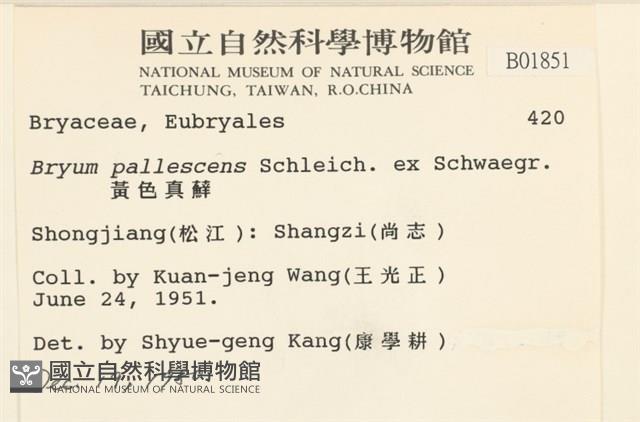 國立自然科學博物館
NATIONAL MUSEUM OF NATURAL SCIENCE
TAICHUNG, TAIWAN, R.O.CHINA
B01851
Bryaceae, Eubryales 420
Bryum pallescens Schleich. ex Schwaegr.
黃色真蘚
Shongjiang(松江): Shangzi(尚志)
Coll. by Kuan-jeng Wang(王光正)
June 24, 1951.
Det. by Shyue-geng Kang(康學耕)
國立自然科學博物館
NATIONAL MUSEUM OF NATURAL SCIENCE